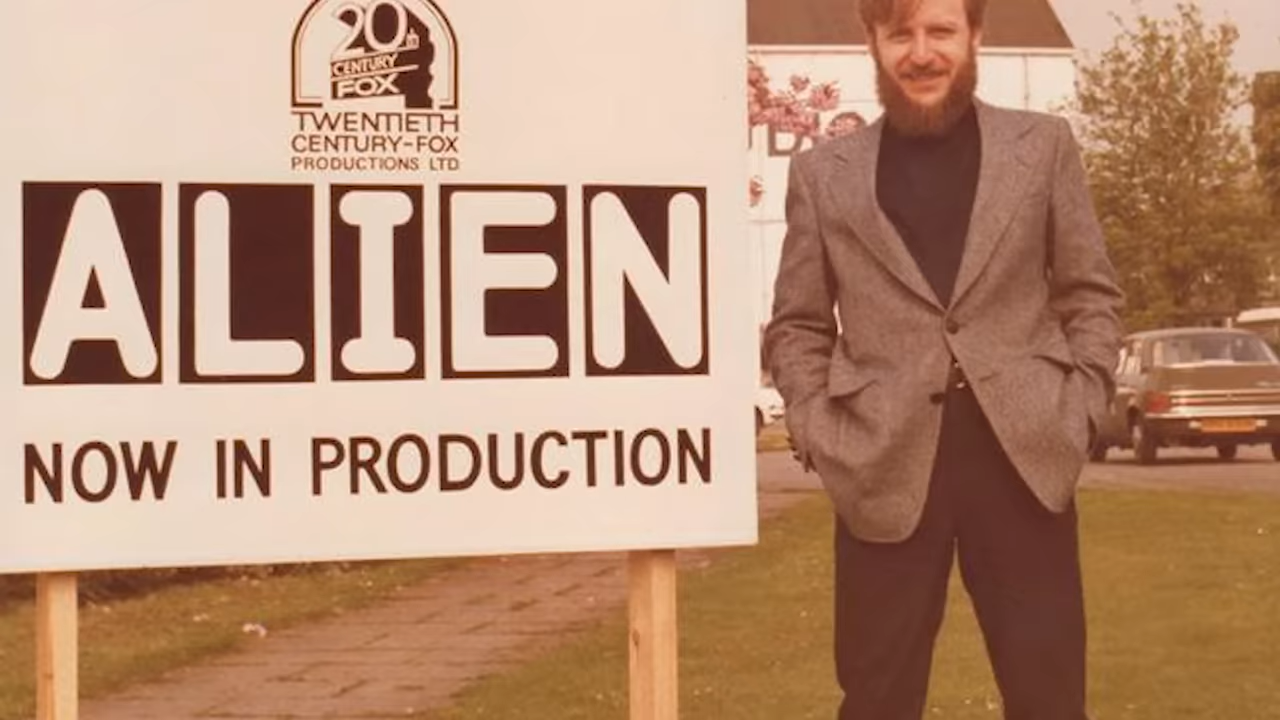 20th
CENTURY
FOX
TWENTIETH
CENTURY-FOX
PRODUCTIONS LTD
ALIEN
NOW IN PRODUCTION